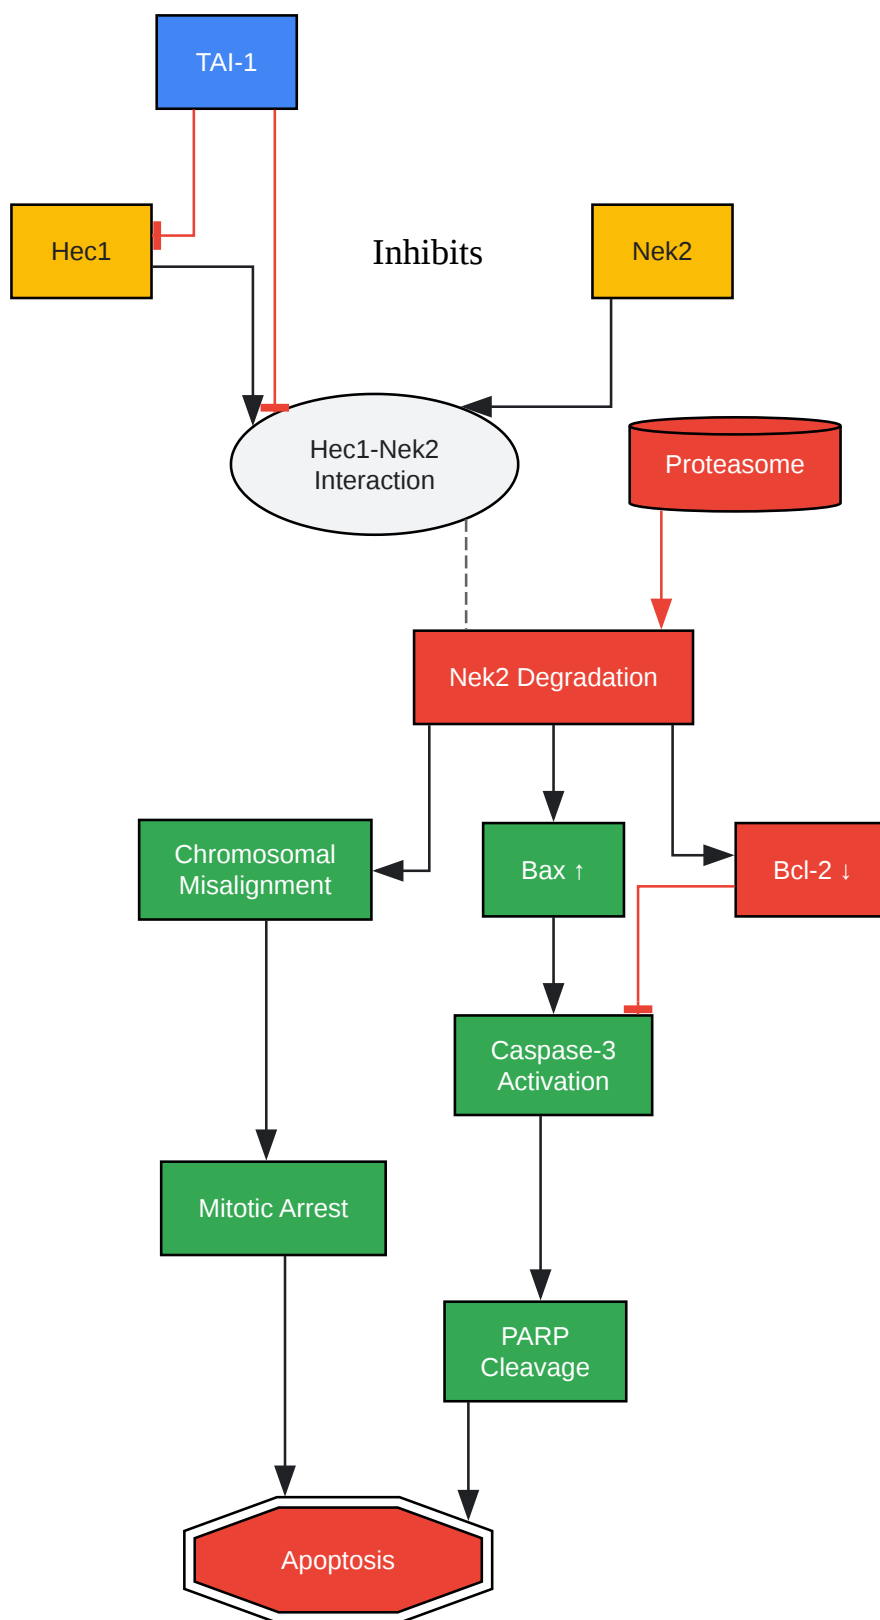 TAI-1
Hec1
Inhibits
Nek2
Hec1-Nek2
Interaction
Proteasome
Nek2 Degradation
Chromosomal
Misalignment
Bax ↑
Bcl-2 ↓
Caspase-3
Activation
Mitotic Arrest
PARP
Cleavage
Apoptosis